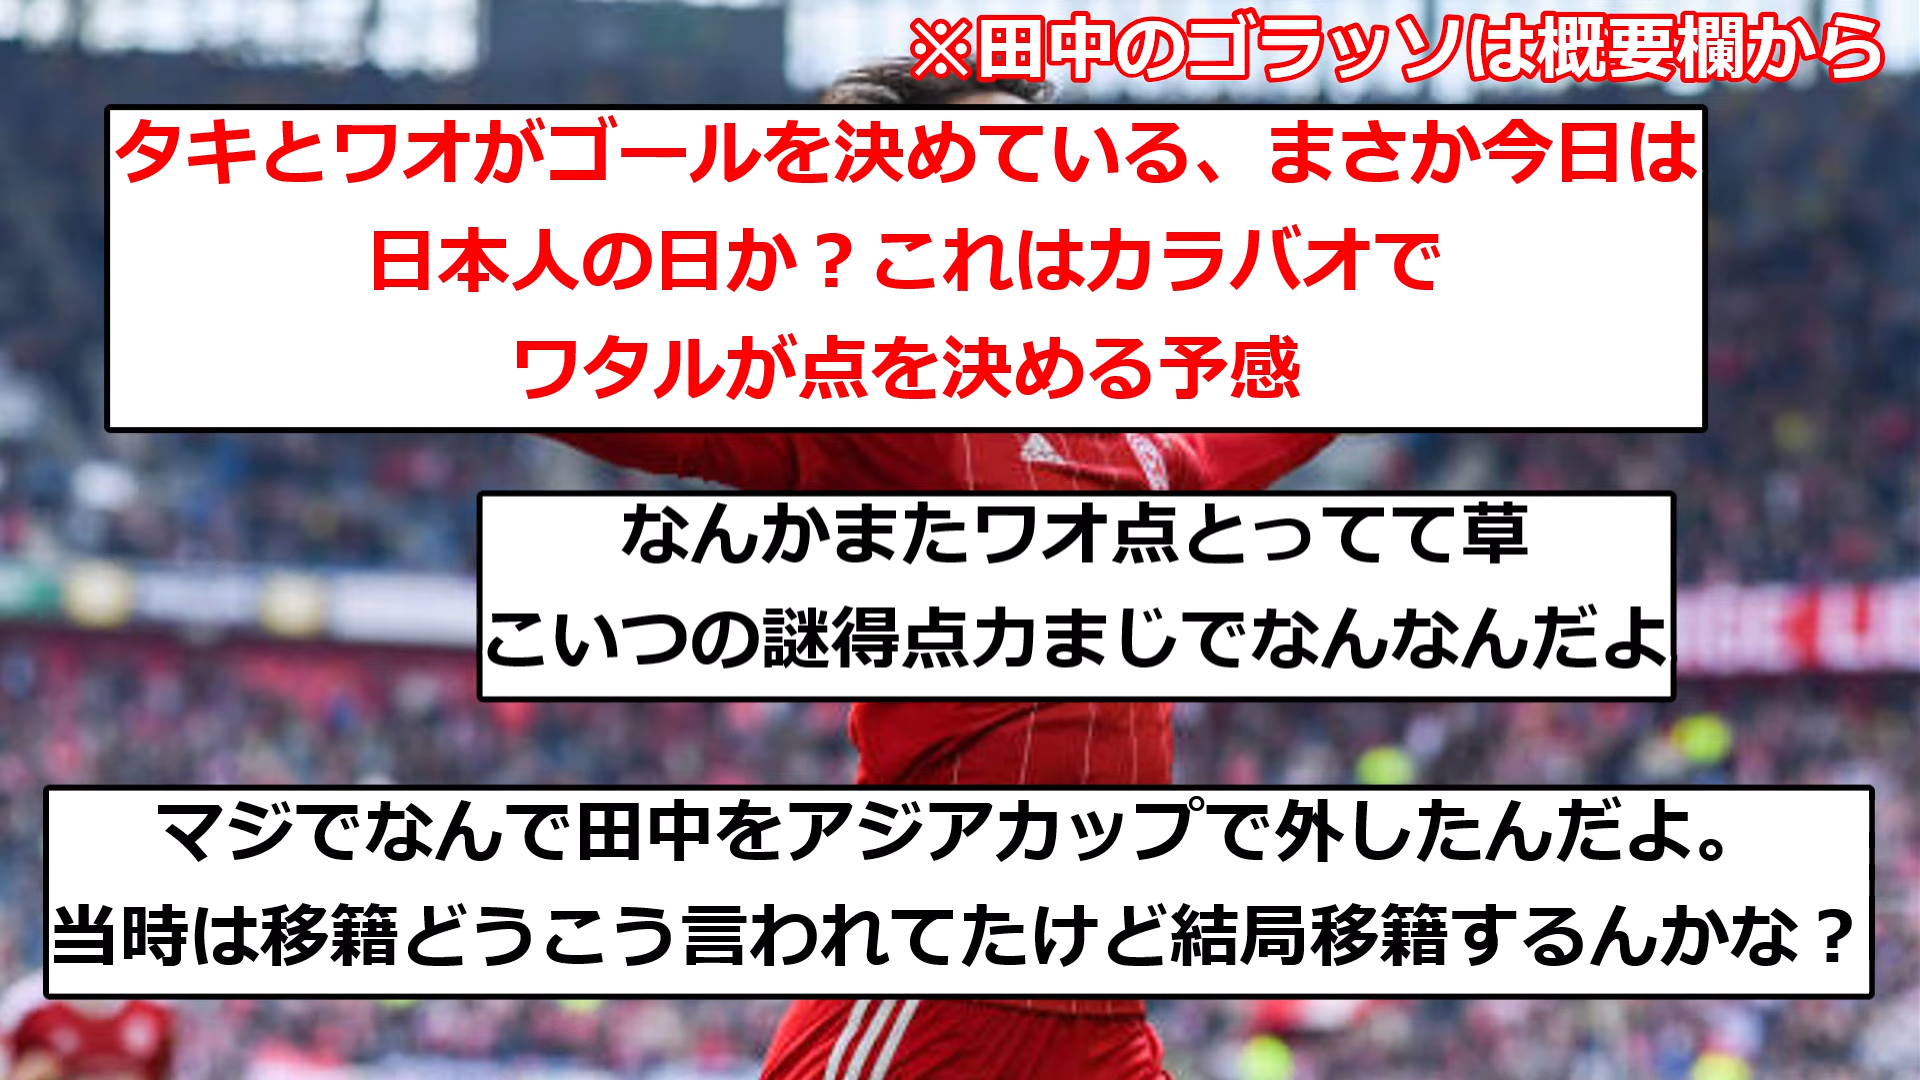 ※田中のゴラッソは概要欄から
タキとワオがゴールを決めている、まさか今日は
日本人の日か？これはカラバオで
ワタルが点を決める予感
なんかまたワオ点とってて草
こいつの謎得点力まじでなんなんだよ
マジでなんで田中をアジアカップで外したんだよ。
当時は移籍どうこう言われてたけど結局移籍するんかな？